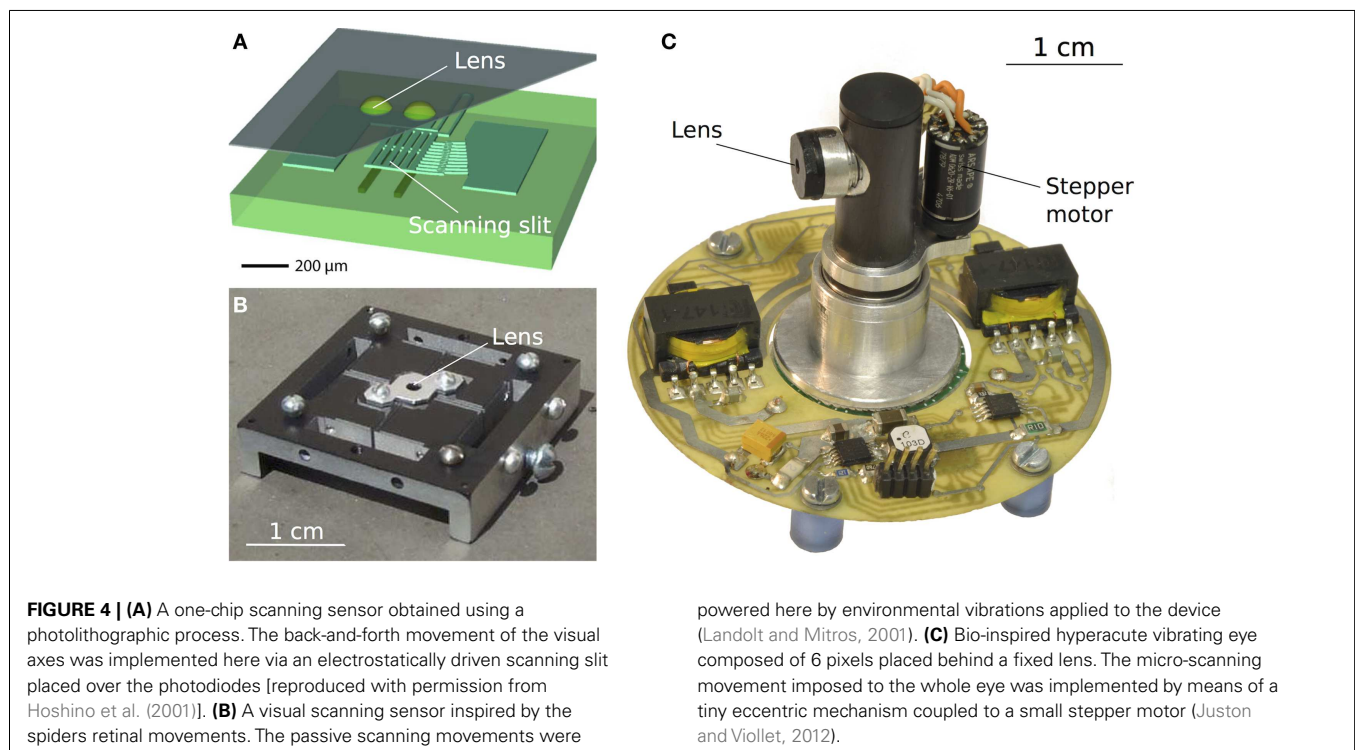 A
Lens
Scanning slit
200 µm
B
Lens
1 cm
C
1 cm
Lens
Stepper
motor
103D
FIGURE 4 | (A) A one-chip scanning sensor obtained using a
photolithographic process. The back-and-forth movement of the visual
axes was implemented here via an electrostatically driven scanning slit
placed over the photodiodes [reproduced with permission from
Hoshino et al. (2001)]. (B) A visual scanning sensor inspired by the
spiders retinal movements. The passive scanning movements were
powered here by environmental vibrations applied to the device
(Landolt and Mitros, 2001). (C) Bio-inspired hyperacute vibrating eye
composed of 6 pixels placed behind a fixed lens. The micro-scanning
movement imposed to the whole eye was implemented by means of a
tiny eccentric mechanism coupled to a small stepper motor (Juston
and Viollet, 2012).